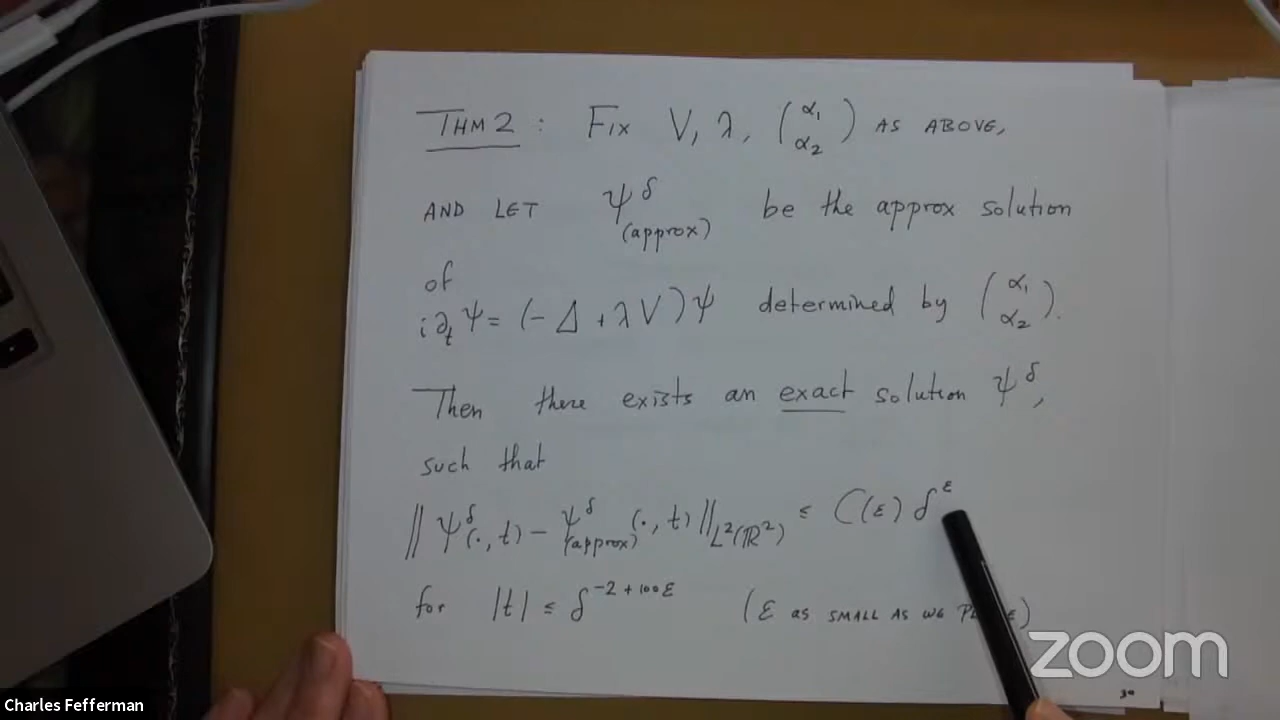 THM 2 : FIX V, λ, (α₁ α₂) AS ABOVE,
AND LET ψ^δ_(approx) be the approx solution
of
i∂_t ψ = (-Δ + λV)ψ determined by (α₁ α₂).
Then there exists an exact solution ψ^δ,
such that
‖ψ^δ(·,t) - ψ^δ_(approx)(·,t)‖_L²(ℝ²) ≤ C(ε) δ^ε
for |t| ≤ δ^(-2+100ε) (ε AS SMALL AS WE
30
zoom
Charles Fefferman